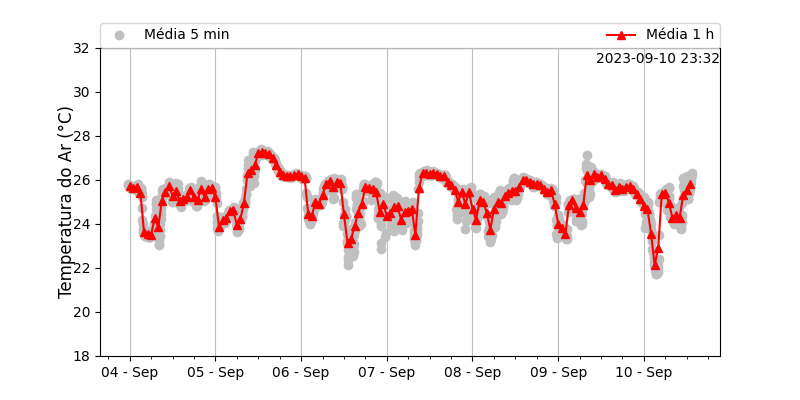 Média 5 min
Média 1 h
2023-09-10 23:32
Temperatura do Ar (°C)
32
30
28
26
24
22
20
18
04 - Sep
05 - Sep
06 - Sep
07 - Sep
08 - Sep
09 - Sep
10 - Sep